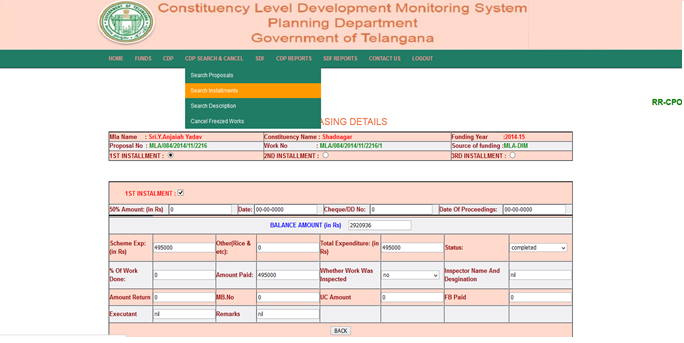 Constituency Level Development Monitoring System
Planning Department
Government of Telangana
HOME FUNDS CDP CDP SEARCH & CANCEL SDF CDP REPORTS SDF REPORTS CONTACT US LOGOUT
Search Proposals
Search Installments
Search Description
Cancel Freezed Works
RR-CPO
ASING DETAILS
Mla Name : Sri.Y.Anjaiah Yadav Constituency Name : Shadnagar Funding Year :2014-15
Proposal No : MLA/084/2014/11/2216 Work No : MLA/084/2014/11/2216/1 Source of funding :MLA-DIM
1ST INSTALLMENT : 2ND INSTALLMENT : 3RD INSTALLMENT :
1ST INSTALMENT :
50% Amount: (in Rs) 0 Date: 00-00-0000 Cheque/DD No: 0 Date Of Proceedings: 00-00-0000
BALANCE AMOUNT (in Rs) 2920936
Scheme Exp: (in Rs) 495000 Other(Rice & etc): 0 Total Expenditure: (in Rs) 495000 Status: completed
% Of Work Done: 0 Amount Paid: 495000 Whether Work Was Inspected no Inspector Name And Desgination nil
Amount Return 0 MB.No 0 UC Amount 0 FB Paid 0
Executant nil Remarks nil
BACK